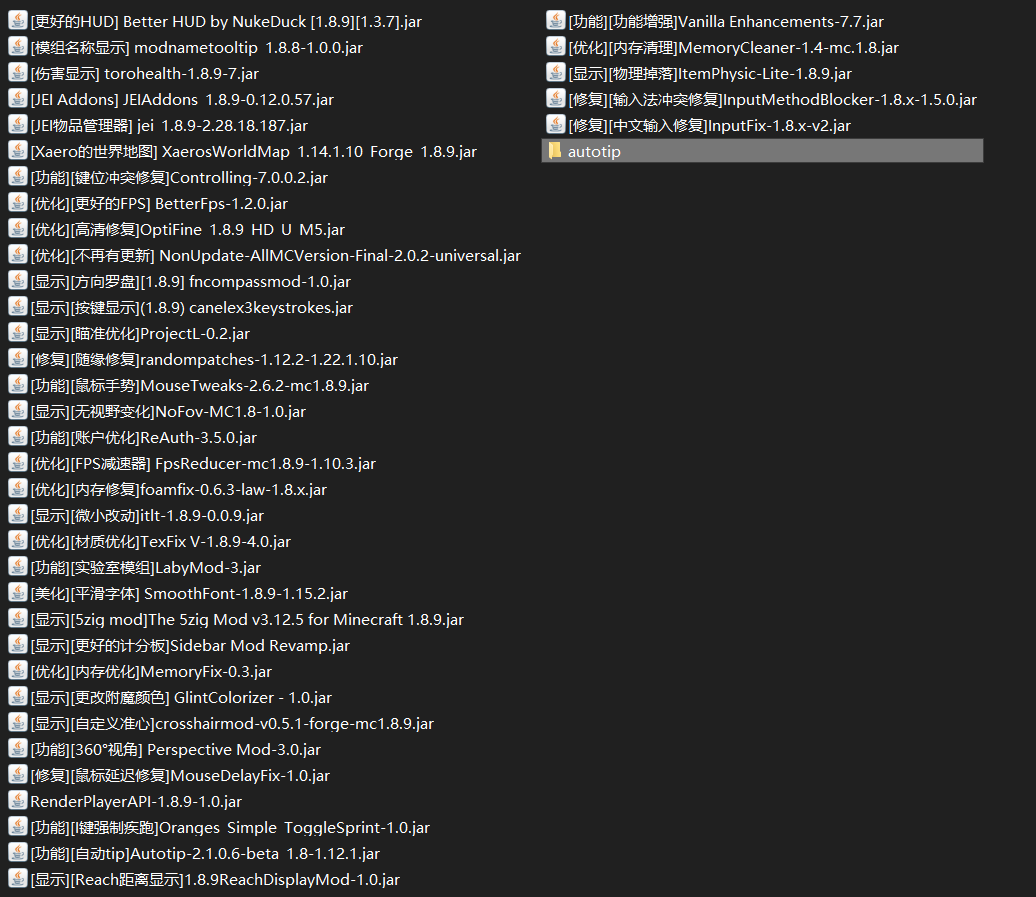 [更好的HUD] Better HUD by NukeDuck [1.8.9][1.3.7].jar
[模组名称显示] modnametooltip_1.8.8-1.0.0.jar
[伤害显示] torohealth-1.8.9-7.jar
[JEI Addons] JEIAddons_1.8.9-0.12.0.57.jar
[JEI物品管理器] jei_1.8.9-2.28.18.187.jar
[Xaero的世界地图] XaerosWorldMap_1.14.1.10_Forge_1.8.9.jar
[功能][键位冲突修复]Controlling-7.0.0.2.jar
[优化][更好的FPS] BetterFps-1.2.0.jar
[优化][高清修复]OptiFine_1.8.9_HD_U_M5.jar
[优化][不再有更新] NonUpdate-AllMCVersion-Final-2.0.2-universal.jar
[显示][方向罗盘][1.8.9] fncompassmod-1.0.jar
[显示][按键显示](1.8.9) canelex3keystrokes.jar
[显示][瞄准优化]ProjectL-0.2.jar
[修复][随缘修复]randompatches-1.12.2-1.22.1.10.jar
[功能][鼠标手势]MouseTweaks-2.6.2-mc1.8.9.jar
[显示][无视野变化]NoFov-MC1.8-1.0.jar
[功能][账户优化]ReAuth-3.5.0.jar
[优化][FPS减速器] FpsReducer-mc1.8.9-1.10.3.jar
[优化][内存修复]foamfix-0.6.3-law-1.8.x.jar
[显示][微小改动]itlt-1.8.9-0.0.9.jar
[优化][材质优化]TexFix V-1.8.9-4.0.jar
[功能][实验室模组]LabyMod-3.jar
[美化][平滑字体] SmoothFont-1.8.9-1.15.2.jar
[显示][5zig mod]The 5zig Mod v3.12.5 for Minecraft 1.8.9.jar
[显示][更好的计分板]Sidebar Mod Revamp.jar
[优化][内存优化]MemoryFix-0.3.jar
[显示][更改附魔颜色] GlintColorizer - 1.0.jar
[显示][自定义准心]crosshairmod-v0.5.1-forge-mc1.8.9.jar
[功能][360°视角] Perspective Mod-3.0.jar
[修复][鼠标延迟修复]MouseDelayFix-1.0.jar
RenderPlayerAPI-1.8.9-1.0.jar
[功能][I键强制疾跑]Oranges_Simple_ToggleSprint-1.0.jar
[功能][自动tip]Autotip-2.1.0.6-beta_1.8-1.12.1.jar
[显示][Reach距离显示]1.8.9ReachDisplayMod-1.0.jar
[功能][功能增强]Vanilla Enhancements-7.7.jar
[优化][内存清理]MemoryCleaner-1.4-mc.1.8.jar
[显示][物理掉落]ItemPhysic-Lite-1.8.9.jar
[修复][输入法冲突修复]InputMethodBlocker-1.8.x-1.5.0.jar
[修复][中文输入修复]InputFix-1.8.x-v2.jar
autotip